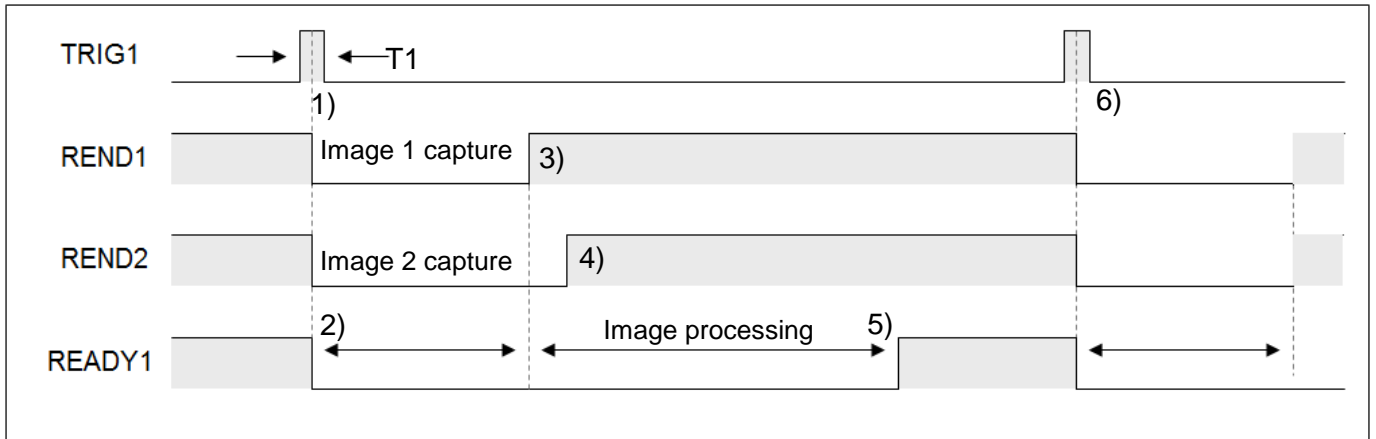 TRIG1
T1
1)
6)
REND1
Image 1 capture
3)
REND2
Image 2 capture
4)
READY1
2)
Image processing
5)